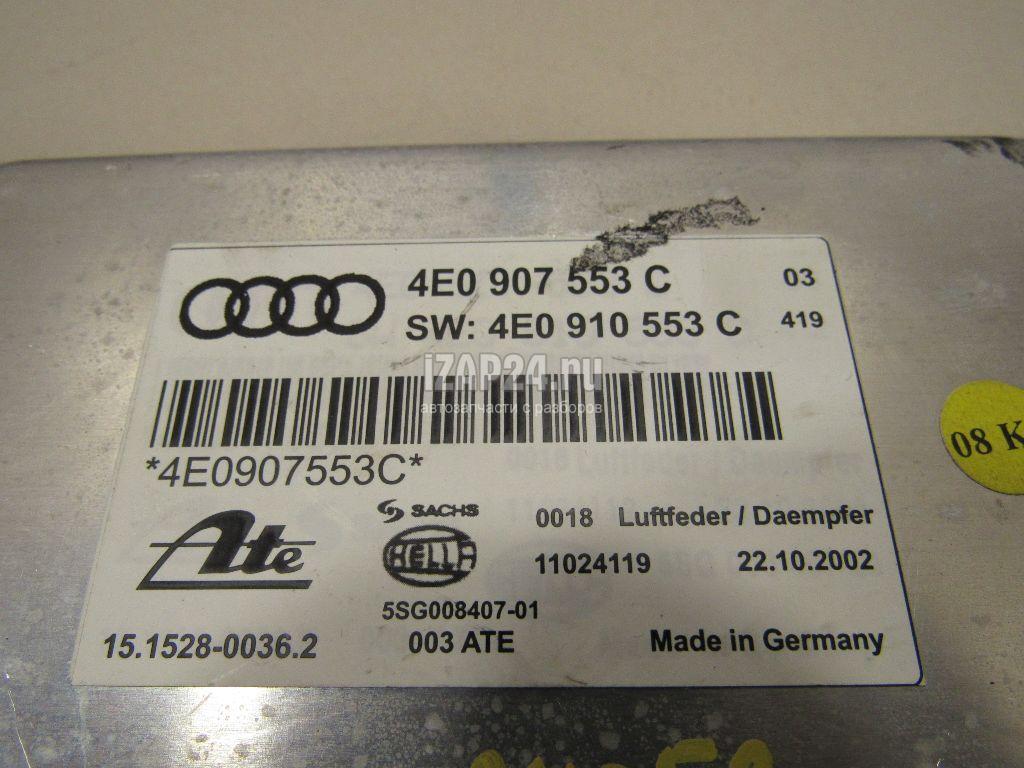 4E0 907 553 C 03
SW: 4E0 910 553 C 419
iZAP24.ru
автозапчасти с разборов
*4E0907553C*
08 K
Ate
SACHS
HELLA
0018 Luftfeder / Daempfer
11024119 22.10.2002
5SG008407-01
15.1528-0036.2 003 ATE Made in Germany